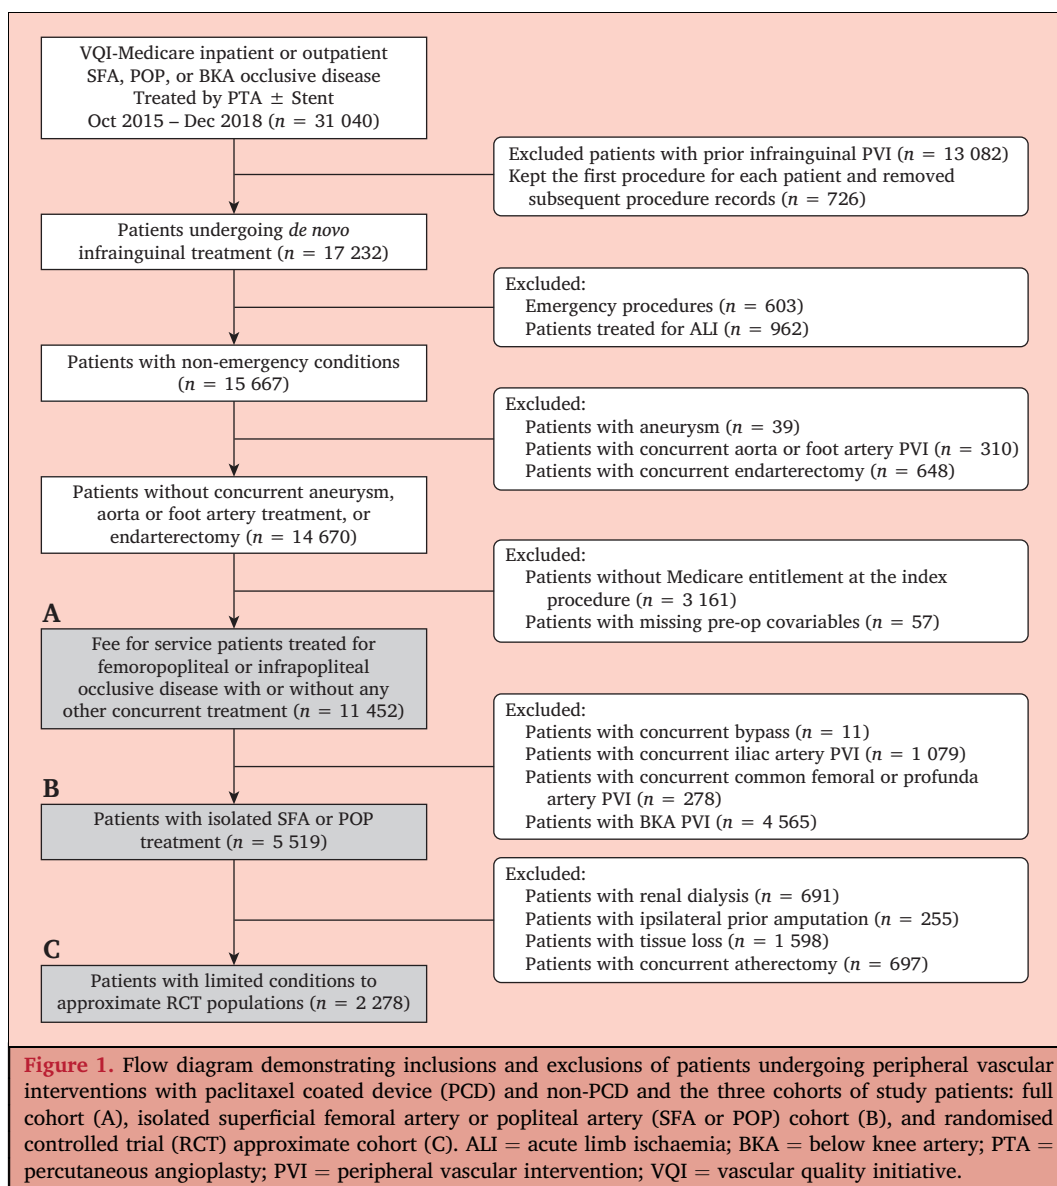 VQI-Medicare inpatient or outpatient
SFA, POP, or BKA occlusive disease
Treated by PTA ± Stent
Oct 2015 – Dec 2018 (n = 31 040)
Excluded patients with prior infrainguinal PVI (n = 13 082)
Kept the first procedure for each patient and removed
subsequent procedure records (n = 726)
Patients undergoing de novo
infrainguinal treatment (n = 17 232)
Excluded:
Emergency procedures (n = 603)
Patients treated for ALI (n = 962)
Patients with non-emergency conditions
(n = 15 667)
Excluded:
Patients with aneurysm (n = 39)
Patients with concurrent aorta or foot artery PVI (n = 310)
Patients with concurrent endarterectomy (n = 648)
Patients without concurrent aneurysm,
aorta or foot artery treatment, or
endarterectomy (n = 14 670)
Excluded:
Patients without Medicare entitlement at the index
procedure (n = 3 161)
Patients with missing pre-op covariables (n = 57)
A
Fee for service patients treated for
femoropopliteal or infrapopliteal
occlusive disease with or without any
other concurrent treatment (n = 11 452)
Excluded:
Patients with concurrent bypass (n = 11)
Patients with concurrent iliac artery PVI (n = 1 079)
Patients with concurrent common femoral or profunda
artery PVI (n = 278)
Patients with BKA PVI (n = 4 565)
B
Patients with isolated SFA or POP
treatment (n = 5 519)
Excluded:
Patients with renal dialysis (n = 691)
Patients with ipsilateral prior amputation (n = 255)
Patients with tissue loss (n = 1 598)
Patients with concurrent atherectomy (n = 697)
C
Patients with limited conditions to
approximate RCT populations (n = 2 278)
Figure 1. Flow diagram demonstrating inclusions and exclusions of patients undergoing peripheral vascular
interventions with paclitaxel coated device (PCD) and non-PCD and the three cohorts of study patients: full
cohort (A), isolated superficial femoral artery or popliteal artery (SFA or POP) cohort (B), and randomised
controlled trial (RCT) approximate cohort (C). ALI = acute limb ischaemia; BKA = below knee artery; PTA =
percutaneous angioplasty; PVI = peripheral vascular intervention; VQI = vascular quality initiative.